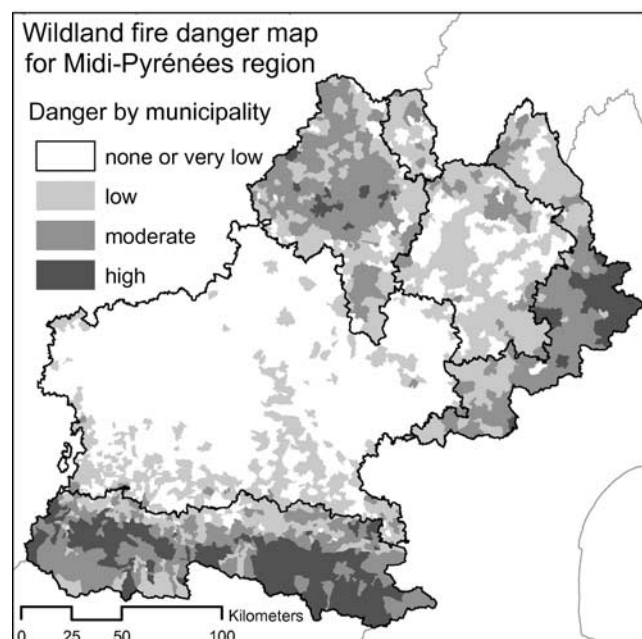 Wildland fire danger map
for Midi-Pyrénées region
Danger by municipality
none or very low
low
moderate
high
Kilometers
0 25 50 100